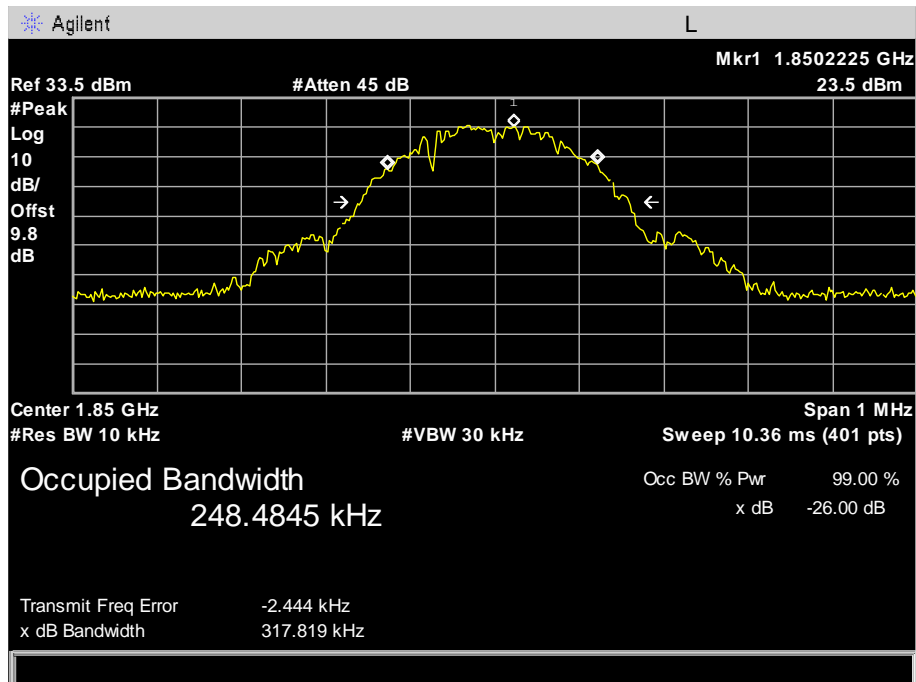 Agilent L
Mkr1 1.8502225 GHz
Ref 33.5 dBm #Atten 45 dB 23.5 dBm
#Peak
Log
10
dB/
Offst
9.8
dB
1
Center 1.85 GHz Span 1 MHz
#Res BW 10 kHz #VBW 30 kHz Sweep 10.36 ms (401 pts)
Occupied Bandwidth Occ BW % Pwr 99.00 %
248.4845 kHz x dB -26.00 dB
Transmit Freq Error -2.444 kHz
x dB Bandwidth 317.819 kHz